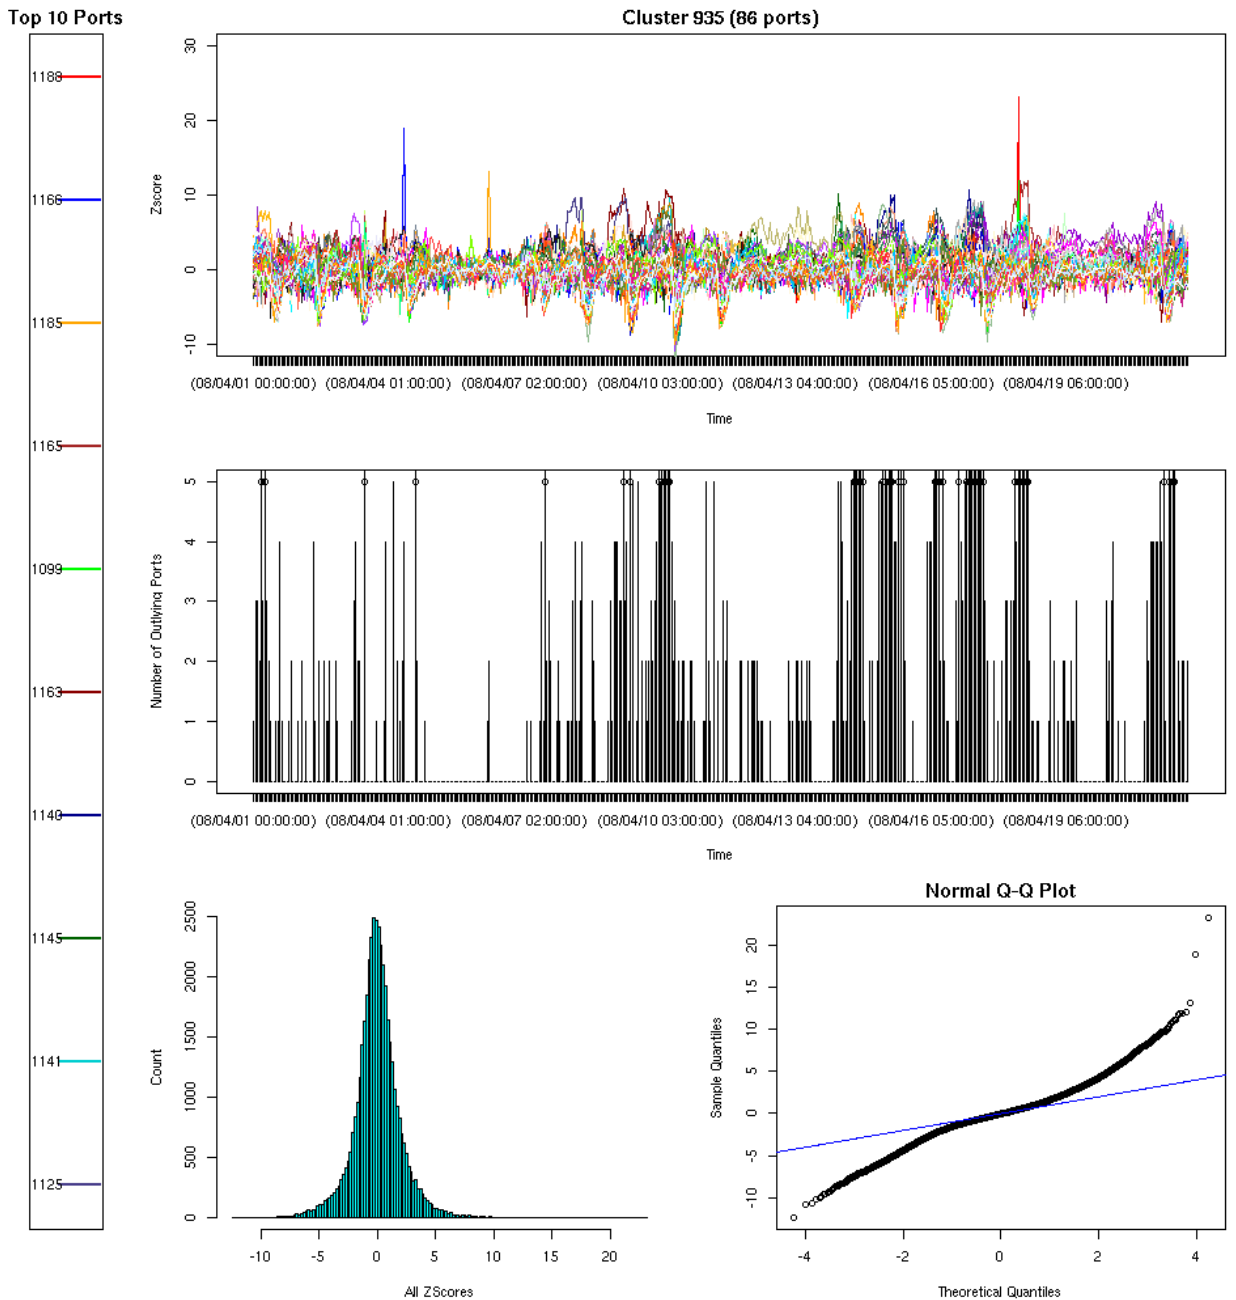 Top 10 Ports
1188
1166
1185
1165
1099
1163
1140
1145
1141
1125
Cluster 935 (86 ports)
Zscore
30
20
10
0
-10
(08/04/01 00:00:00) (08/04/04 01:00:00) (08/04/07 02:00:00) (08/04/10 03:00:00) (08/04/13 04:00:00) (08/04/16 05:00:00) (08/04/19 06:00:00)
Time
Number of Outlying Ports
5
4
3
2
1
0
(08/04/01 00:00:00) (08/04/04 01:00:00) (08/04/07 02:00:00) (08/04/10 03:00:00) (08/04/13 04:00:00) (08/04/16 05:00:00) (08/04/19 06:00:00)
Time
Count
2500
2000
1500
1000
500
0
-10 -5 0 5 10 15 20
All ZScores
Normal Q-Q Plot
Sample Quantiles
20
15
10
5
0
-5
-10
-4 -2 0 2 4
Theoretical Quantiles